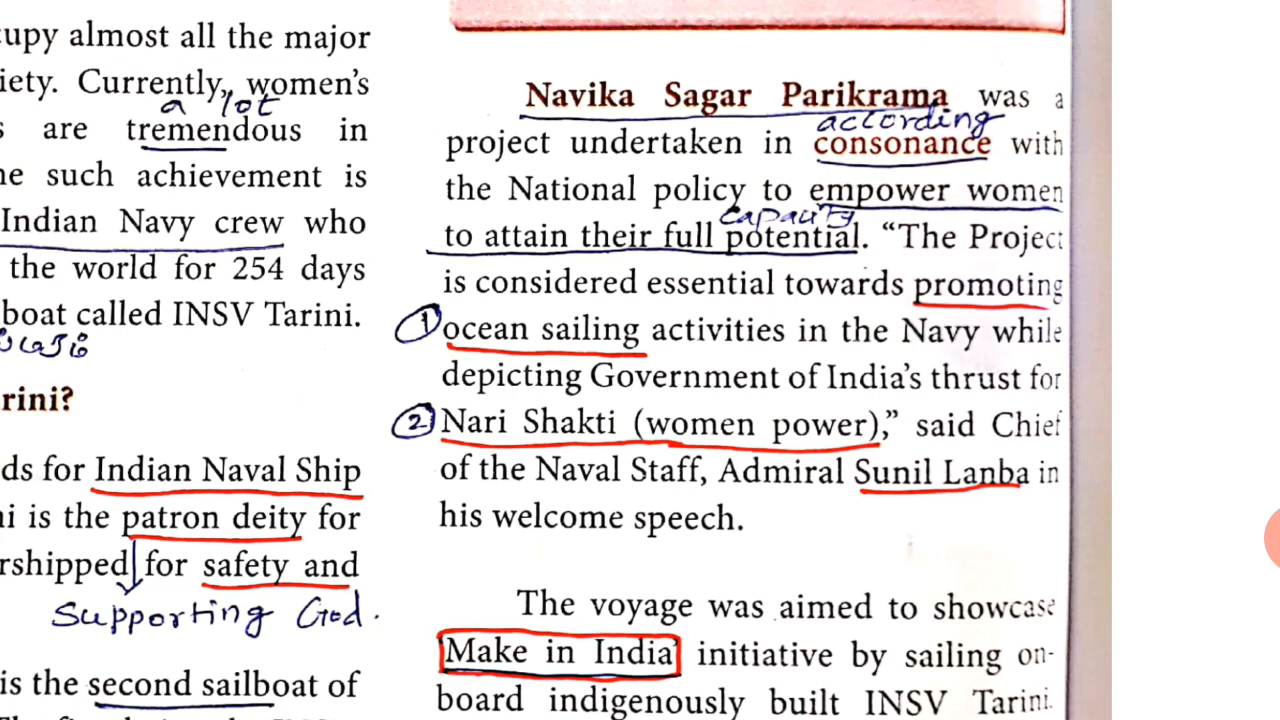 cupy almost all the major
iety. Currently, women's
a lot
s are tremendous in
ne such achievement is
Indian Navy crew who
the world for 254 days
boat called INSV Tarini.
rini?
ds for Indian Naval Ship
ni is the patron deity for
rshipped for safety and
Supporting God.
is the second sailboat of
Navika Sagar Parikrama was a
according
project undertaken in consonance with
the National policy to empower women
capacity
to attain their full potential. “The Project
is considered essential towards promoting
1 ocean sailing activities in the Navy while
depicting Government of India's thrust for
2 Nari Shakti (women power),” said Chief
of the Naval Staff, Admiral Sunil Lanba in
his welcome speech.
The voyage was aimed to showcase
‘Make in India’ initiative by sailing on-
board indigenously built INSV Tarini.